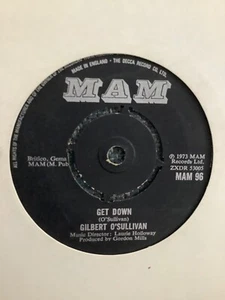 MADE IN ENGLAND. THE DECCA RECORD CO. LTD.
MAM
Britico, Gema
MAM(M. Pub
℗ 1973 MAM
Records Ltd.
ZXDR 53005
MAM 96
GET DOWN
(O'Sullivan)
GILBERT O'SULLIVAN
Music Director: Laurie Holloway
Produced by Gordon Mills